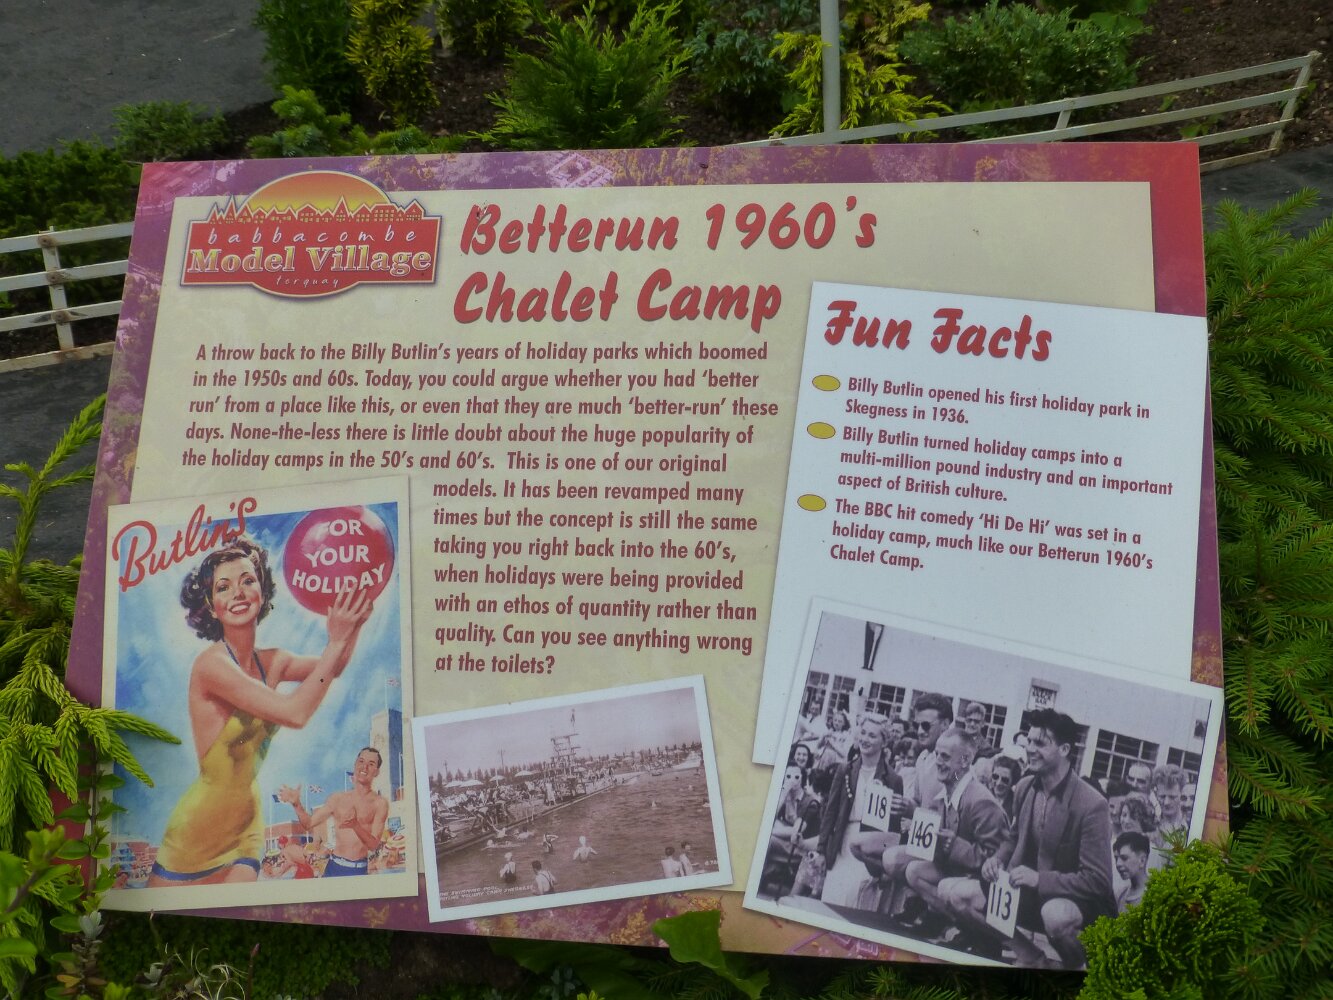 babbacombe
Model Village
torquay
Betterun 1960's
Chalet Camp
A throw back to the Billy Butlin's years of holiday parks which boomed
in the 1950s and 60s. Today, you could argue whether you had 'better
run' from a place like this, or even that they are much 'better-run' these
days. None-the-less there is little doubt about the huge popularity of
the holiday camps in the 50's and 60's. This is one of our original
models. It has been revamped many
times but the concept is still the same
taking you right back into the 60's,
when holidays were being provided
with an ethos of quantity rather than
quality. Can you see anything wrong
at the toilets?
Butlin's
FOR
YOUR
HOLIDAY
Fun Facts
Billy Butlin opened his first holiday park in
Skegness in 1936.
Billy Butlin turned holiday camps into a
multi-million pound industry and an important
aspect of British culture.
The BBC hit comedy 'Hi De Hi' was set in a
holiday camp, much like our Betterun 1960's
Chalet Camp.
THE SWIMMING POOL
HOLIDAY CAMP SKEGNESS
118
146
113